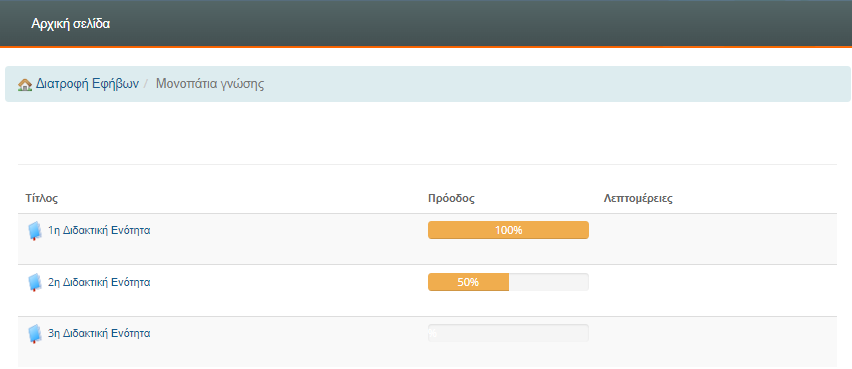 Αρχική σελίδα
Διατροφή Εφήβων / Μονοπάτια γνώσης
Τίτλος Πρόοδος Λεπτομέρειες
1η Διδακτική Ενότητα 100%
2η Διδακτική Ενότητα 50%
3η Διδακτική Ενότητα